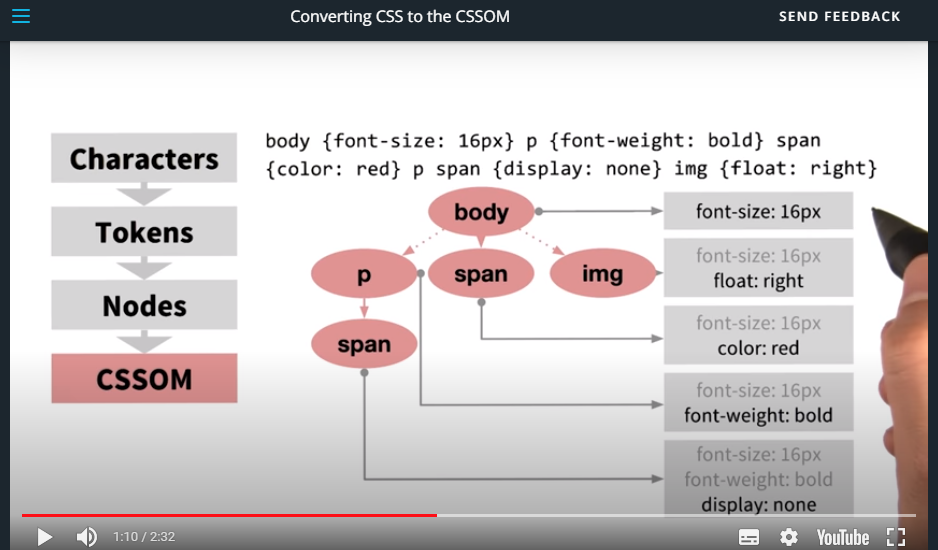 Converting CSS to the CSSOM
SEND FEEDBACK
body {font-size: 16px} p {font-weight: bold} span
{color: red} p span {display: none} img {float: right}
Characters
Tokens
Nodes
CSSOM
body
p
span
img
span
font-size: 16px
font-size: 16px
float: right
font-size: 16px
color: red
font-size: 16px
font-weight: bold
font-size: 16px
font-weight: bold
display: none
1:10 / 2:32
YouTube